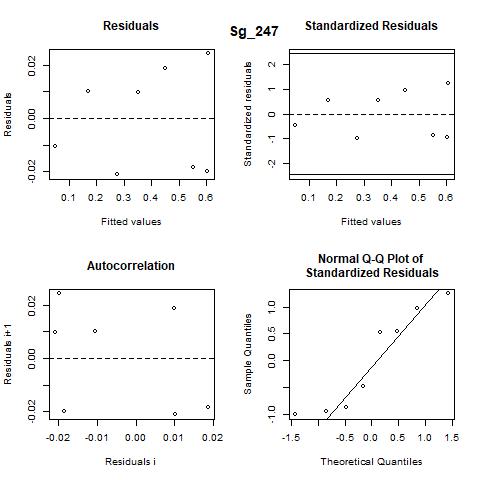 Sg_247
Residuals
Residuals
0.02
0.00
-0.02
0.1 0.2 0.3 0.4 0.5 0.6
Fitted values
Standardized Residuals
Standardized residuals
2
1
0
-1
-2
0.1 0.2 0.3 0.4 0.5 0.6
Fitted values
Autocorrelation
Residuals i+1
0.02
0.00
-0.02
-0.02 -0.01 0.00 0.01 0.02
Residuals i
Normal Q-Q Plot of
Standardized Residuals
Sample Quantiles
1.0
0.5
0.0
-1.0
-1.5 -0.5 0.0 0.5 1.0 1.5
Theoretical Quantiles